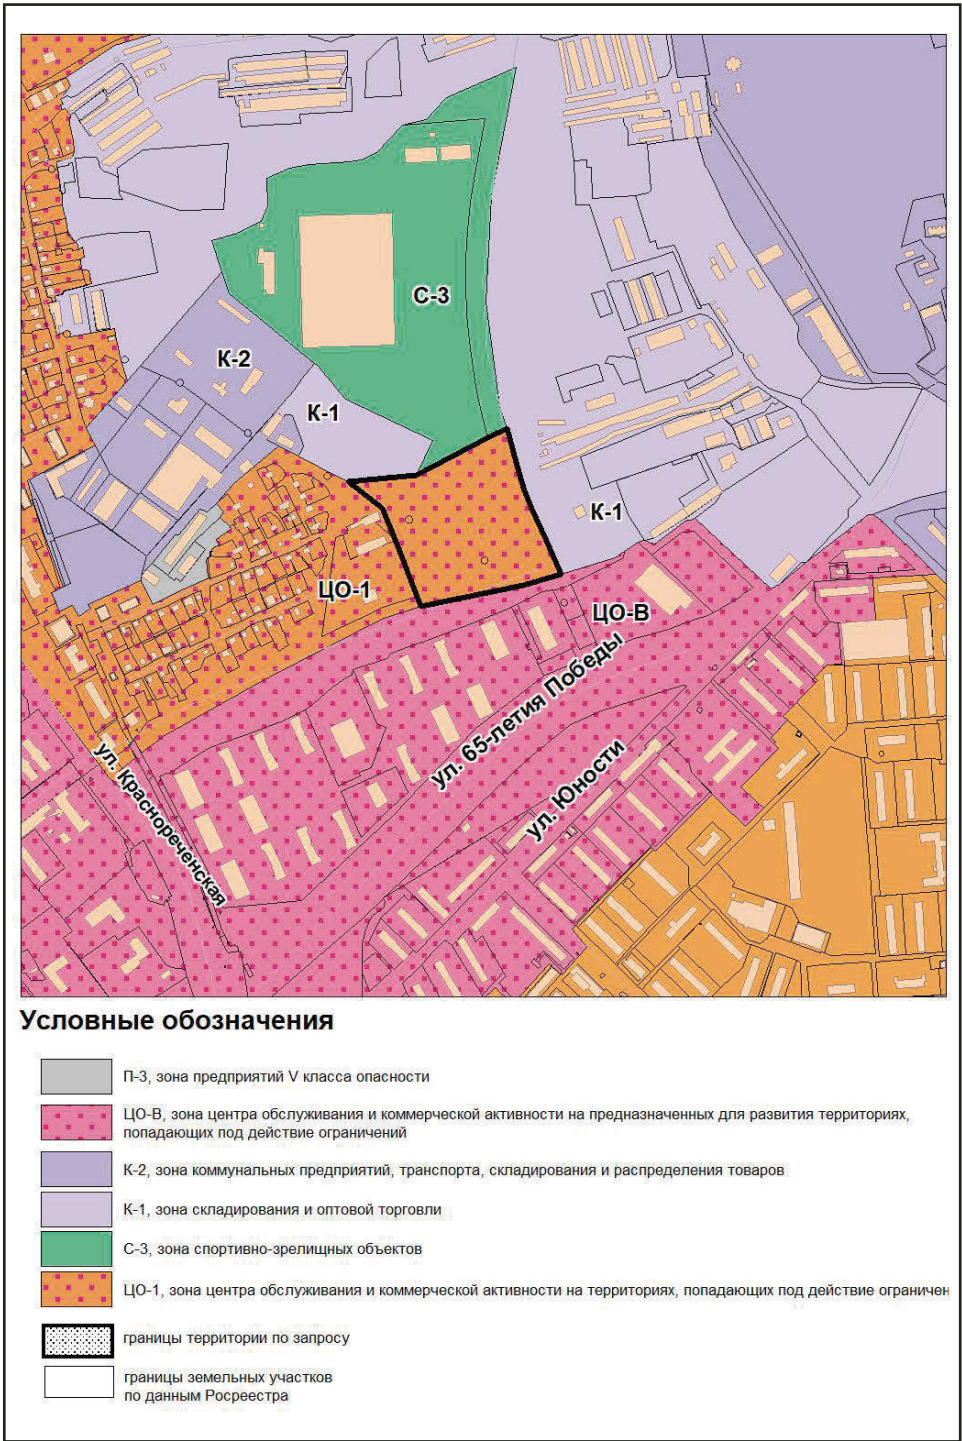 С-3
К-2
К-1
К-1
ЦО-1
ЦО-В
ул. 65-летия Победы
ул. Юности
ул. Краснореченская
Условные обозначения
П-3, зона предприятий V класса опасности
ЦО-В, зона центра обслуживания и коммерческой активности на предназначенных для развития территориях,
попадающих под действие ограничений
К-2, зона коммунальных предприятий, транспорта, складирования и распределения товаров
К-1, зона складирования и оптовой торговли
С-3, зона спортивно-зрелищных объектов
ЦО-1, зона центра обслуживания и коммерческой активности на территориях, попадающих под действие ограничен
границы территории по запросу
границы земельных участков
по данным Росреестра